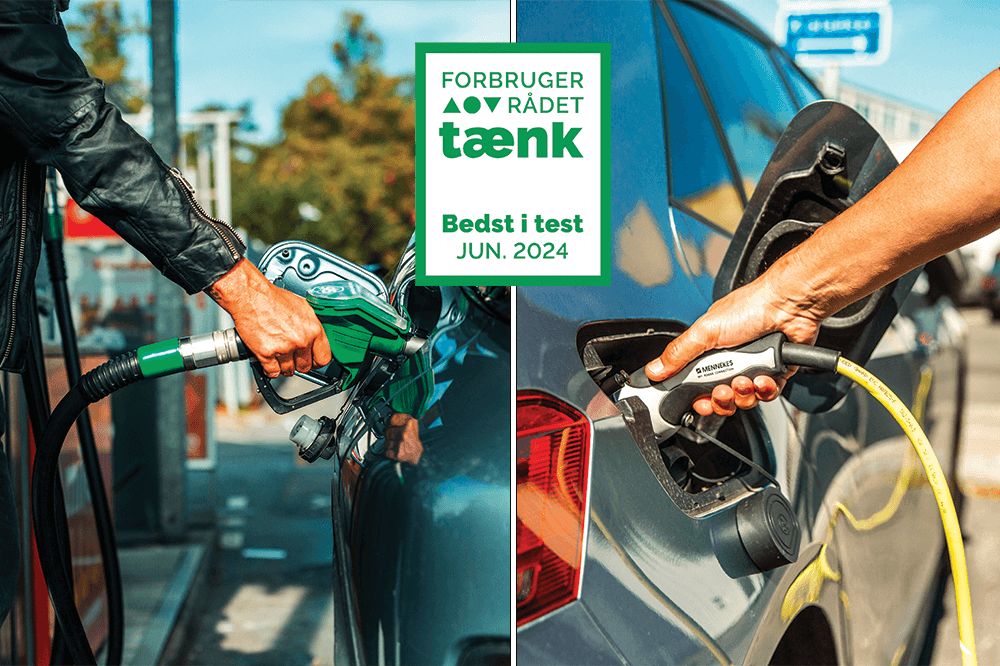 FORBRUGER
RÅDET
tænk
Bedst i test
JUN. 2024
MENNEKES